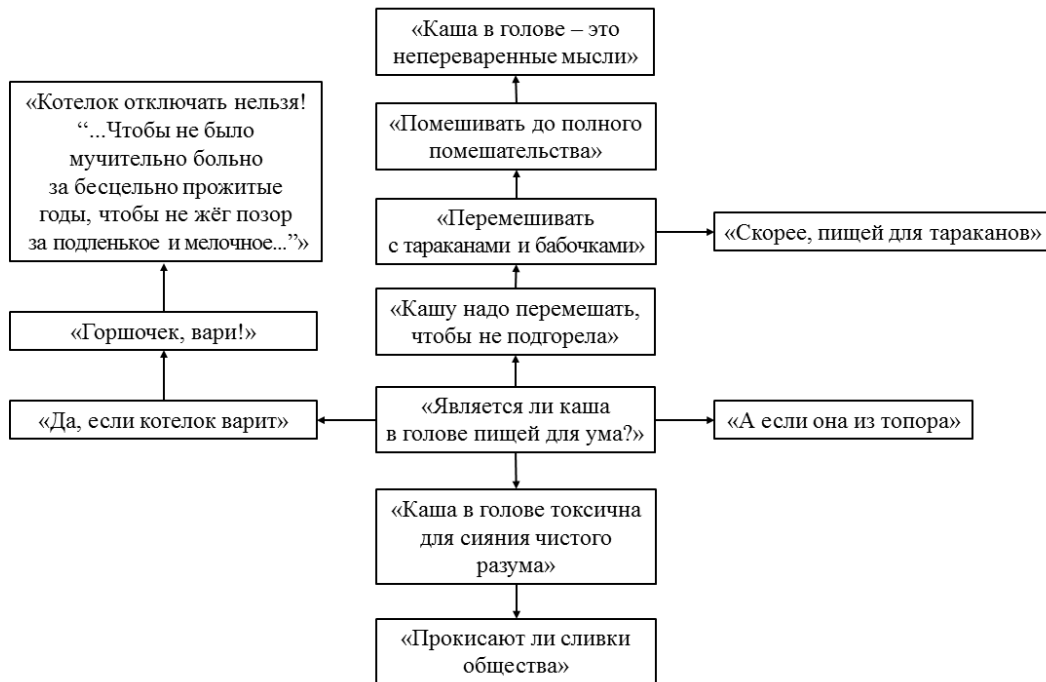 «Каша в голове – это
непереваренные мысли»
«Котелок отключать нельзя!
“...Чтобы не было
мучительно больно
за бесцельно прожитые
годы, чтобы не жёг позор
за подленькое и мелочное...”»
«Помешивать до полного
помешательства»
«Перемешивать
с тараканами и бабочками»
«Скорее, пищей для тараканов»
«Горшочек, вари!»
«Кашу надо перемешать,
чтобы не подгорела»
«Да, если котелок варит»
«Является ли каша
в голове пищей для ума?»
«А если она из топора»
«Каша в голове токсична
для сияния чистого
разума»
«Прокисают ли сливки
общества»